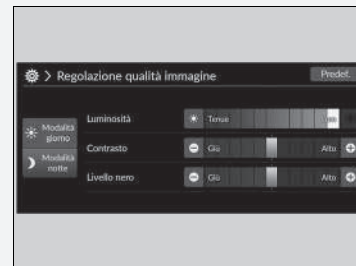 > Regolazione qualità immagine
Predef.
Modalità
giorno
Modalità
notte
Luminosità
Tenue
Contrasto
Giù
Alto
Livello nero
Giù
Alto